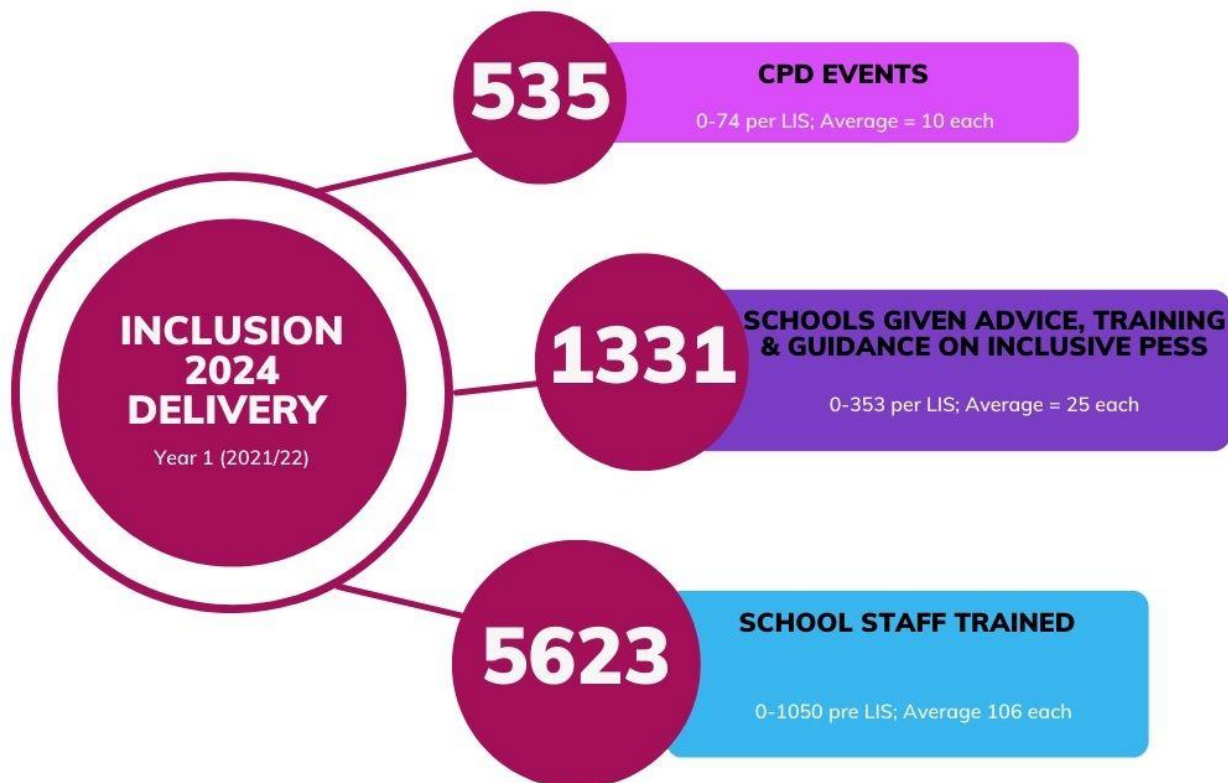 535
CPD EVENTS
0-74 per LIS; Average = 10 each
INCLUSION
2024
DELIVERY
Year 1 (2021/22)
1331
SCHOOLS GIVEN ADVICE, TRAINING
& GUIDANCE ON INCLUSIVE PESS
0-353 per LIS; Average = 25 each
5623
SCHOOL STAFF TRAINED
0-1050 pre LIS; Average 106 each